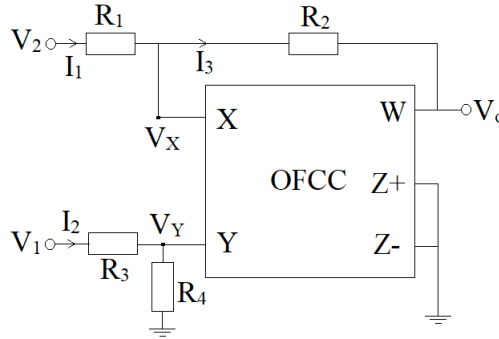 R1 R2
V2 I1 I3
X W Vo
VX
OFCC Z+
I2 VY
V1 Y Z-
R3 R4